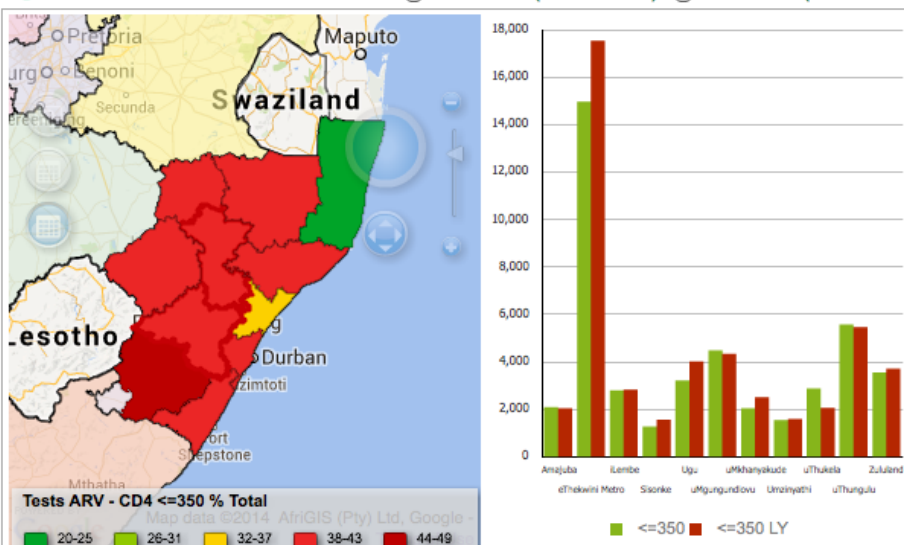 Pretoria
Maputo
Benoni
Secunda
Swaziland
Lesotho
Durban
zimtoti
ort
Shepstone
Mthatha
Tests ARV - CD4 <=350 % Total
Map data ©2014 AfriGIS (Pty) Ltd, Google -
20-25 26-31 32-37 38-43 44-49
18,000
16,000
14,000
12,000
10,000
8,000
6,000
4,000
2,000
0
Amajuba iLembe Ugu uMkhanyakude uThukela Zululand
eThekwini Metro Sisonke uMgungundlovu Umzinyathi uThungulu
<=350 <=350 LY